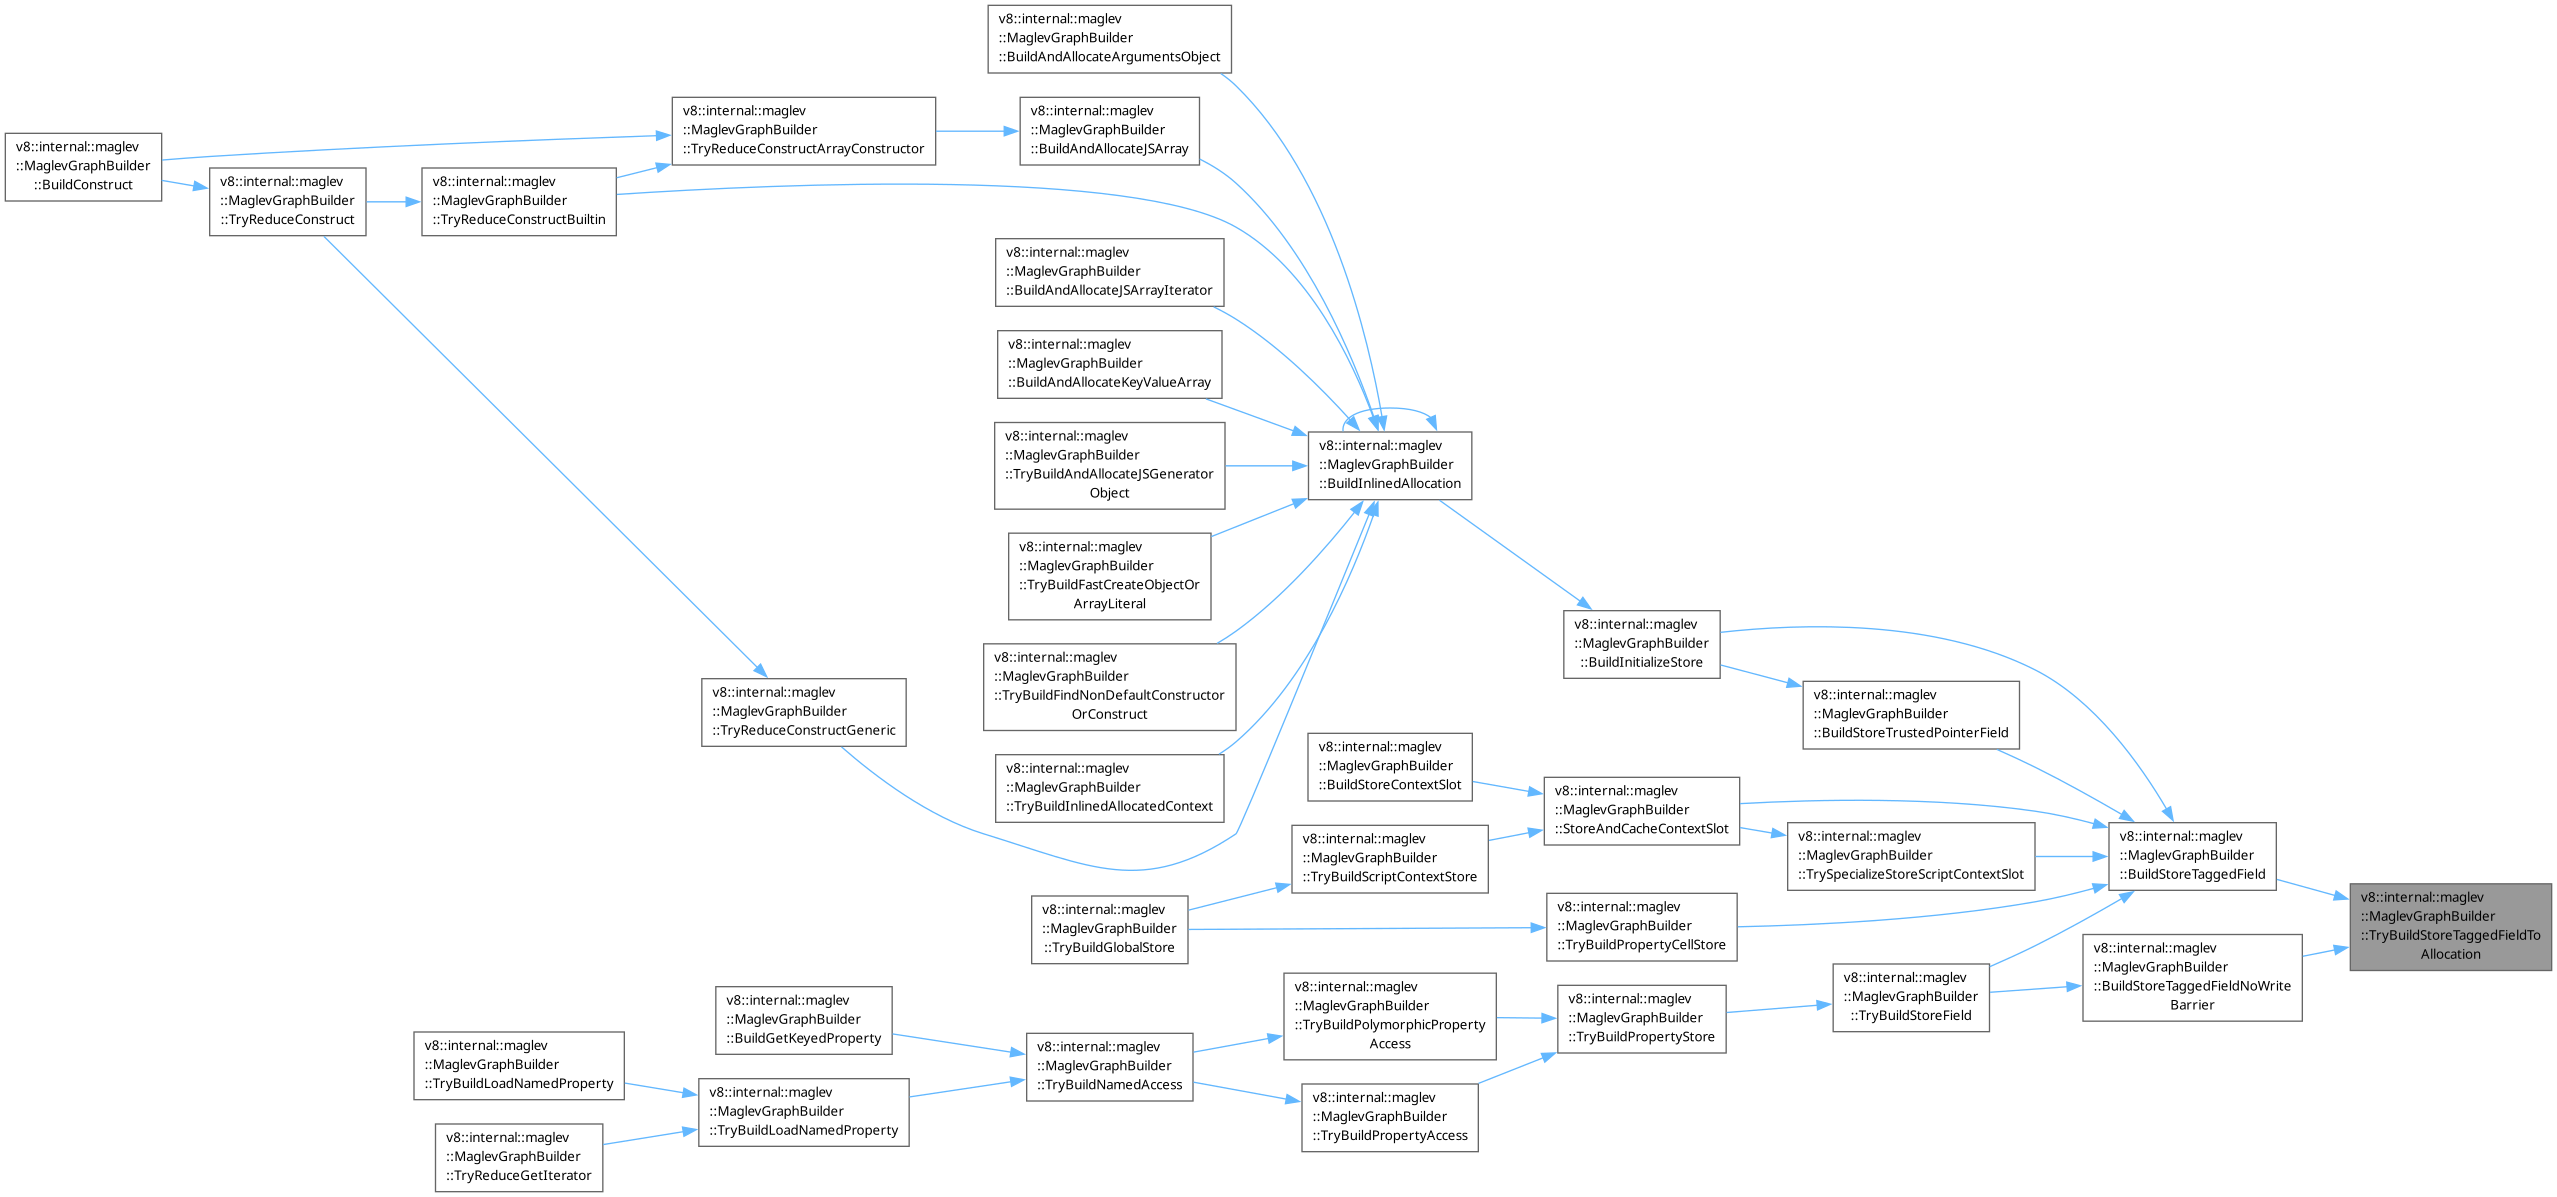 v8::internal::maglev
::MaglevGraphBuilder
::BuildAndAllocateArgumentsObject
v8::internal::maglev
::MaglevGraphBuilder
::TryReduceConstructArrayConstructor
v8::internal::maglev
::MaglevGraphBuilder
::BuildAndAllocateJSArray
v8::internal::maglev
::MaglevGraphBuilder
::BuildConstruct
v8::internal::maglev
::MaglevGraphBuilder
::TryReduceConstruct
v8::internal::maglev
::MaglevGraphBuilder
::TryReduceConstructBuiltin
v8::internal::maglev
::MaglevGraphBuilder
::BuildAndAllocateJSArrayIterator
v8::internal::maglev
::MaglevGraphBuilder
::BuildAndAllocateKeyValueArray
v8::internal::maglev
::MaglevGraphBuilder
::TryBuildAndAllocateJSGenerator
Object
v8::internal::maglev
::MaglevGraphBuilder
::BuildInlinedAllocation
v8::internal::maglev
::MaglevGraphBuilder
::TryBuildFastCreateObjectOr
ArrayLiteral
v8::internal::maglev
::MaglevGraphBuilder
::BuildInitializeStore
v8::internal::maglev
::MaglevGraphBuilder
::TryBuildFindNonDefaultConstructor
OrConstruct
v8::internal::maglev
::MaglevGraphBuilder
::TryReduceConstructGeneric
v8::internal::maglev
::MaglevGraphBuilder
::BuildStoreTrustedPointerField
v8::internal::maglev
::MaglevGraphBuilder
::BuildStoreContextSlot
v8::internal::maglev
::MaglevGraphBuilder
::TryBuildInlinedAllocatedContext
v8::internal::maglev
::MaglevGraphBuilder
::StoreAndCacheContextSlot
v8::internal::maglev
::MaglevGraphBuilder
::TryBuildScriptContextStore
v8::internal::maglev
::MaglevGraphBuilder
::TrySpecializeStoreScriptContextSlot
v8::internal::maglev
::MaglevGraphBuilder
::BuildStoreTaggedField
v8::internal::maglev
::MaglevGraphBuilder
::TryBuildStoreTaggedFieldTo
Allocation
v8::internal::maglev
::MaglevGraphBuilder
::TryBuildGlobalStore
v8::internal::maglev
::MaglevGraphBuilder
::TryBuildPropertyCellStore
v8::internal::maglev
::MaglevGraphBuilder
::BuildStoreTaggedFieldNoWrite
Barrier
v8::internal::maglev
::MaglevGraphBuilder
::TryBuildStoreField
v8::internal::maglev
::MaglevGraphBuilder
::TryBuildPropertyStore
v8::internal::maglev
::MaglevGraphBuilder
::TryBuildPolymorphicProperty
Access
v8::internal::maglev
::MaglevGraphBuilder
::BuildGetKeyedProperty
v8::internal::maglev
::MaglevGraphBuilder
::TryBuildNamedAccess
v8::internal::maglev
::MaglevGraphBuilder
::TryBuildLoadNamedProperty
v8::internal::maglev
::MaglevGraphBuilder
::TryBuildLoadNamedProperty
v8::internal::maglev
::MaglevGraphBuilder
::TryBuildPropertyAccess
v8::internal::maglev
::MaglevGraphBuilder
::TryReduceGetIterator